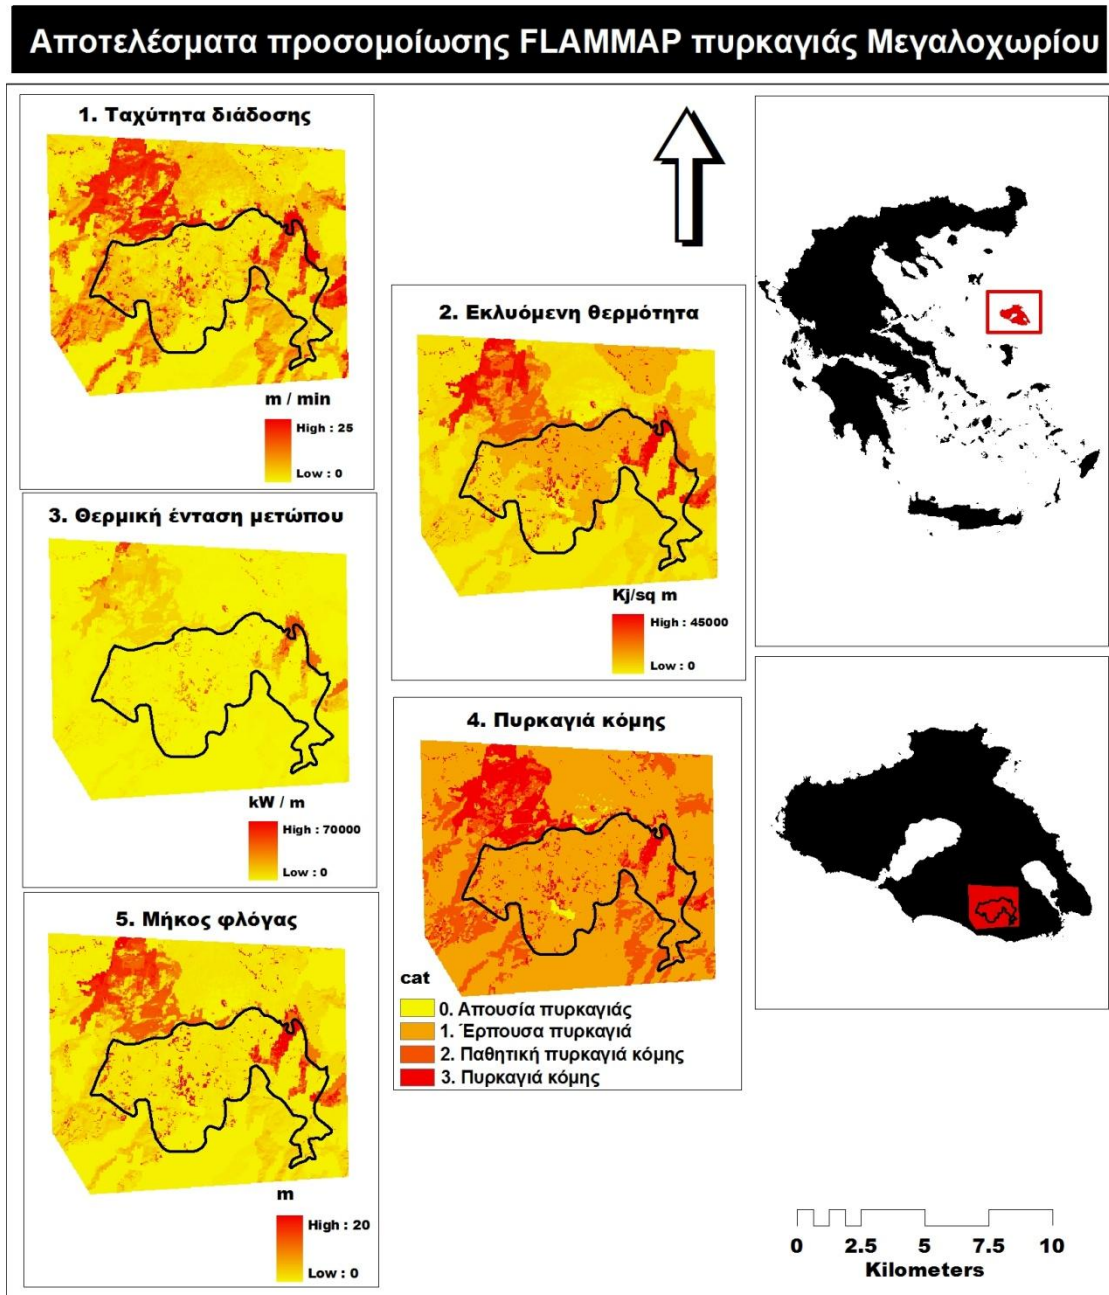 Αποτελέσματα προσομοίωσης FLAMMAP πυρκαγιάς Μεγαλοχωρίου
1. Ταχύτητα διάδοσης
m / min
High : 25
Low : 0
2. Εκλυόμενη θερμότητα
Kj/sq m
High : 45000
Low : 0
3. Θερμική ένταση μετώπου
kW / m
High : 70000
Low : 0
4. Πυρκαγιά κόμης
cat
0. Απουσία πυρκαγιάς
1. Έρπουσα πυρκαγιά
2. Παθητική πυρκαγιά κόμης
3. Πυρκαγιά κόμης
5. Μήκος φλόγας
m
High : 20
Low : 0
0 2.5 5 7.5 10
Kilometers